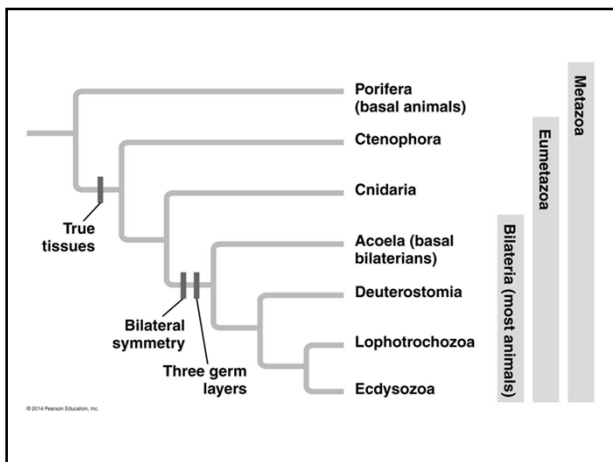 Porifera
(basal animals)
Ctenophora
Cnidaria
True
tissues
Acoela (basal
bilaterians)
Deuterostomia
Bilateral
symmetry
Lophotrochozoa
Three germ
layers
Ecdysozoa
Bilateria (most animals)
Eumetazoa
Metazoa
© 2014 Pearson Education, Inc.